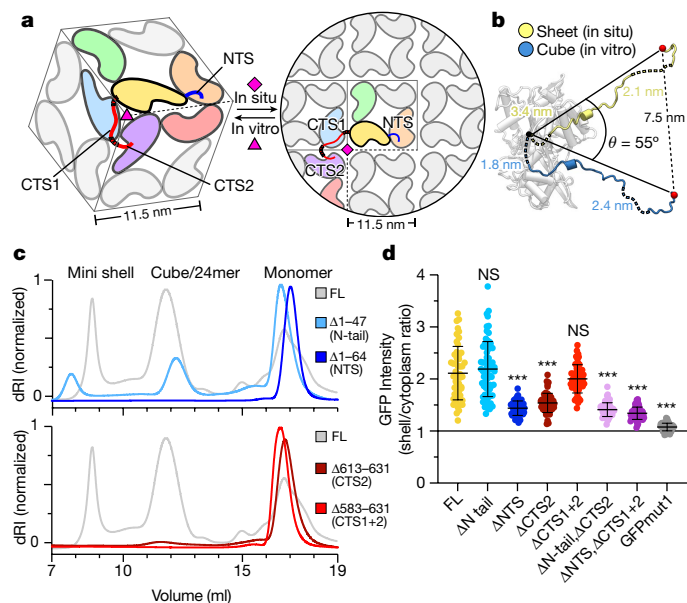 a
NTS
In situ
In vitro
CTS1
CTS2
11.5 nm
CTS1
NTS
CTS2
11.5 nm
b
Sheet (in situ)
Cube (in vitro)
2.1 nm
3.4 nm
7.5 nm
θ = 55º
1.8 nm
2.4 nm
c
Mini shell
Cube/24mer
Monomer
1
dRI (normalized)
0
FL
Δ1–47
(N-tail)
Δ1–64
(NTS)
1
dRI (normalized)
0
FL
Δ613–631
(CTS2)
Δ583–631
(CTS1+2)
7
10
15
19
Volume (ml)
d
GFP Intensity
(shell/cytoplasm ratio)
4
3
2
1
0
NS
***
***
NS
***
***
***
FL
ΔN tail
ΔNTS
ΔCTS2
ΔCTS1+2
ΔN-tail,ΔCTS2
ΔNTS,ΔCTS1+2
GFPmut1